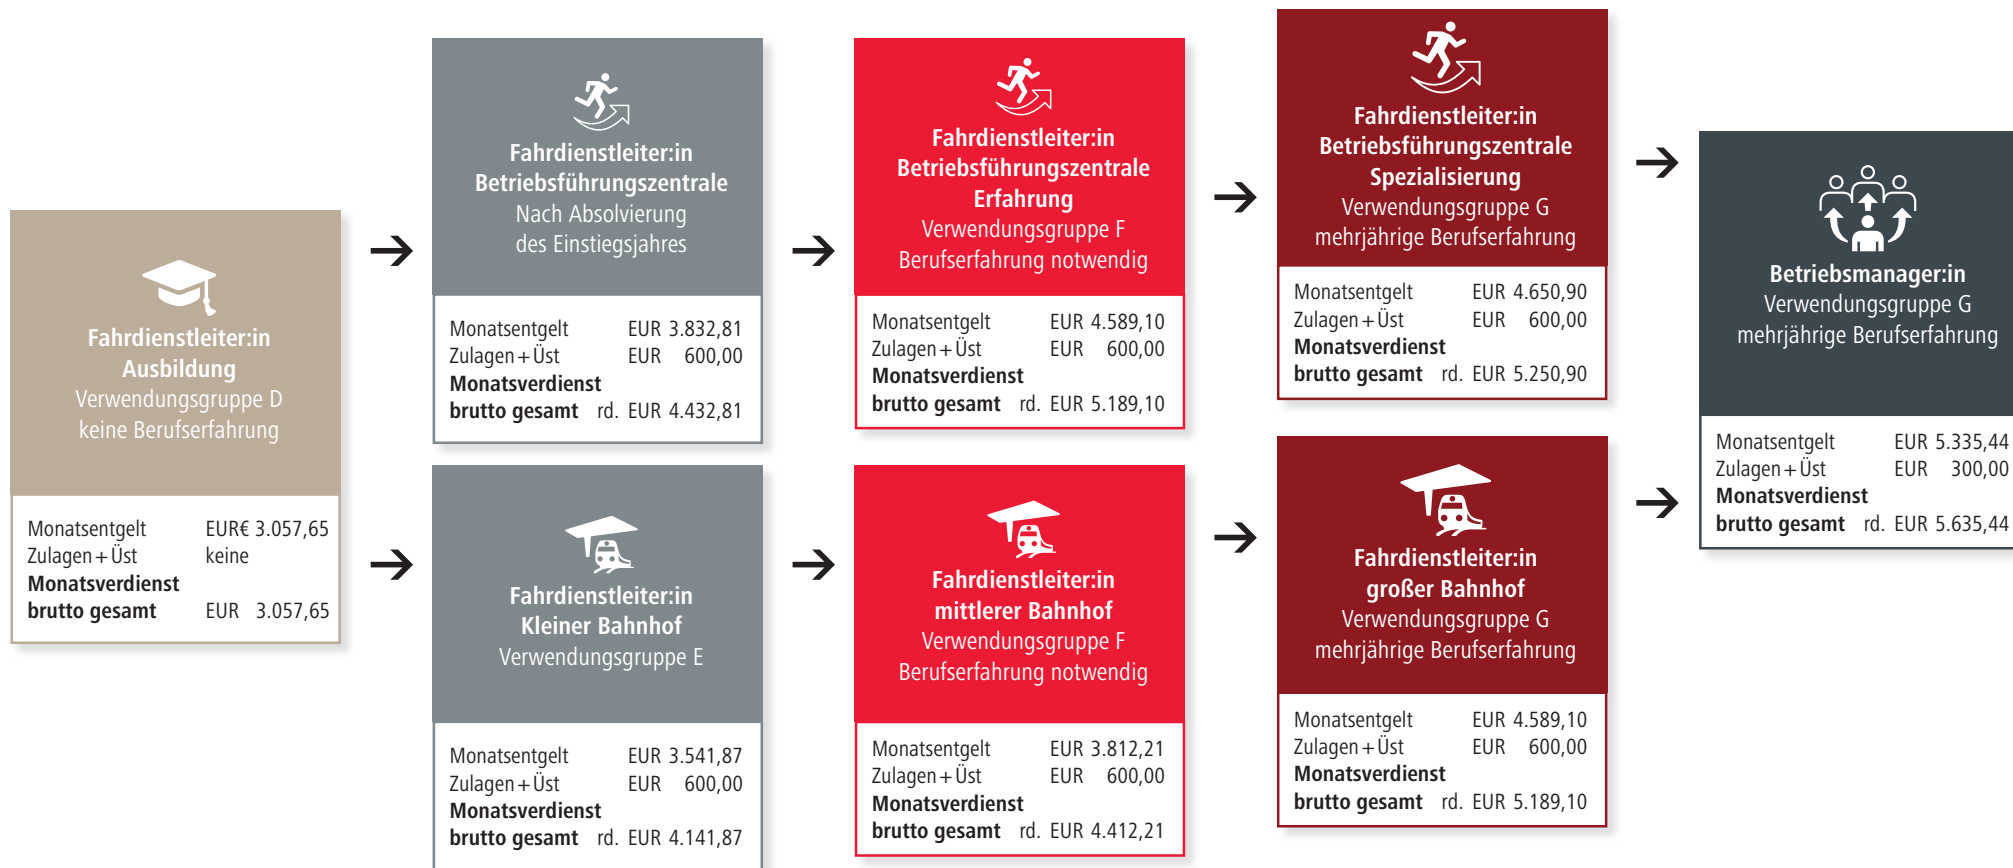 Fahrdienstleiter:in
Ausbildung
Verwendungsgruppe D
keine Berufserfahrung
Monatsentgelt EUR€ 3.057,65
Zulagen+Üst keine
Monatsverdienst
brutto gesamt EUR 3.057,65
Fahrdienstleiter:in
Betriebsführungszentrale
Nach Absolvierung
des Einstiegsjahres
Monatsentgelt EUR 3.832,81
Zulagen+Üst EUR 600,00
Monatsverdienst
brutto gesamt rd. EUR 4.432,81
Fahrdienstleiter:in
Betriebsführungszentrale
Erfahrung
Verwendungsgruppe F
Berufserfahrung notwendig
Monatsentgelt EUR 4.589,10
Zulagen+Üst EUR 600,00
Monatsverdienst
brutto gesamt rd. EUR 5.189,10
Fahrdienstleiter:in
Betriebsführungszentrale
Spezialisierung
Verwendungsgruppe G
mehrjährige Berufserfahrung
Monatsentgelt EUR 4.650,90
Zulagen+Üst EUR 600,00
Monatsverdienst
brutto gesamt rd. EUR 5.250,90
Fahrdienstleiter:in
Kleiner Bahnhof
Verwendungsgruppe E
Monatsentgelt EUR 3.541,87
Zulagen+Üst EUR 600,00
Monatsverdienst
brutto gesamt rd. EUR 4.141,87
Fahrdienstleiter:in
mittlerer Bahnhof
Verwendungsgruppe F
Berufserfahrung notwendig
Monatsentgelt EUR 3.812,21
Zulagen+Üst EUR 600,00
Monatsverdienst
brutto gesamt rd. EUR 4.412,21
Fahrdienstleiter:in
großer Bahnhof
Verwendungsgruppe G
mehrjährige Berufserfahrung
Monatsentgelt EUR 4.589,10
Zulagen+Üst EUR 600,00
Monatsverdienst
brutto gesamt rd. EUR 5.189,10
Betriebsmanager:in
Verwendungsgruppe G
mehrjährige Berufserfahrung
Monatsentgelt EUR 5.335,44
Zulagen+Üst EUR 300,00
Monatsverdienst
brutto gesamt rd. EUR 5.635,44